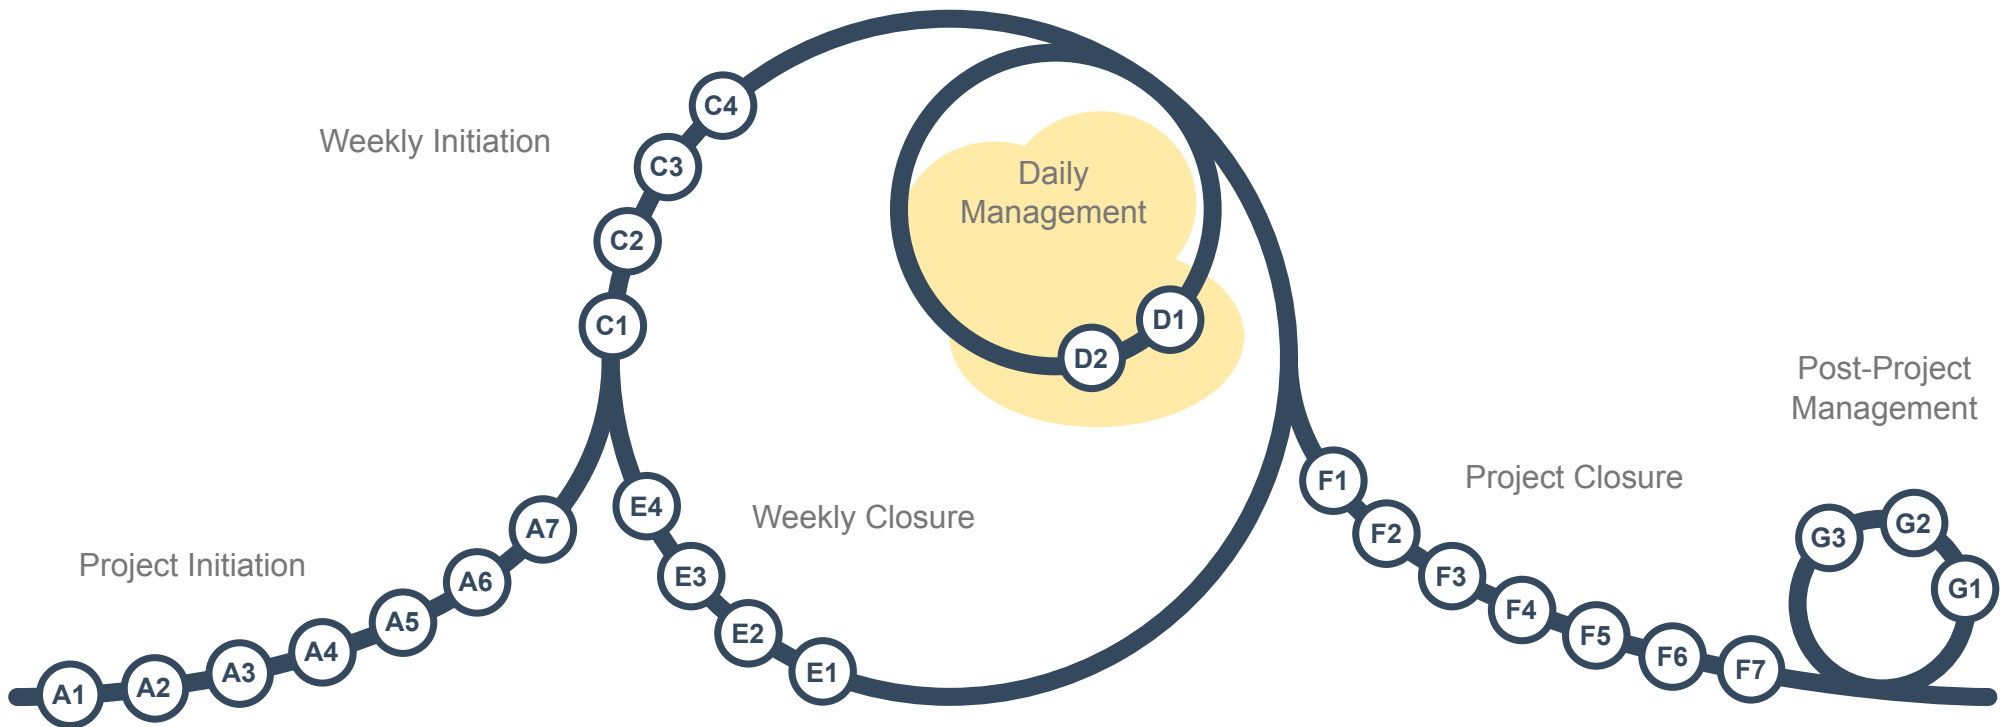 Project Initiation
A1
A2
A3
A4
A5
A6
A7
Weekly Initiation
C1
C2
C3
C4
Daily
Management
D1
D2
Weekly Closure
E1
E2
E3
E4
Project Closure
F1
F2
F3
F4
F5
F6
F7
Post-Project
Management
G1
G2
G3